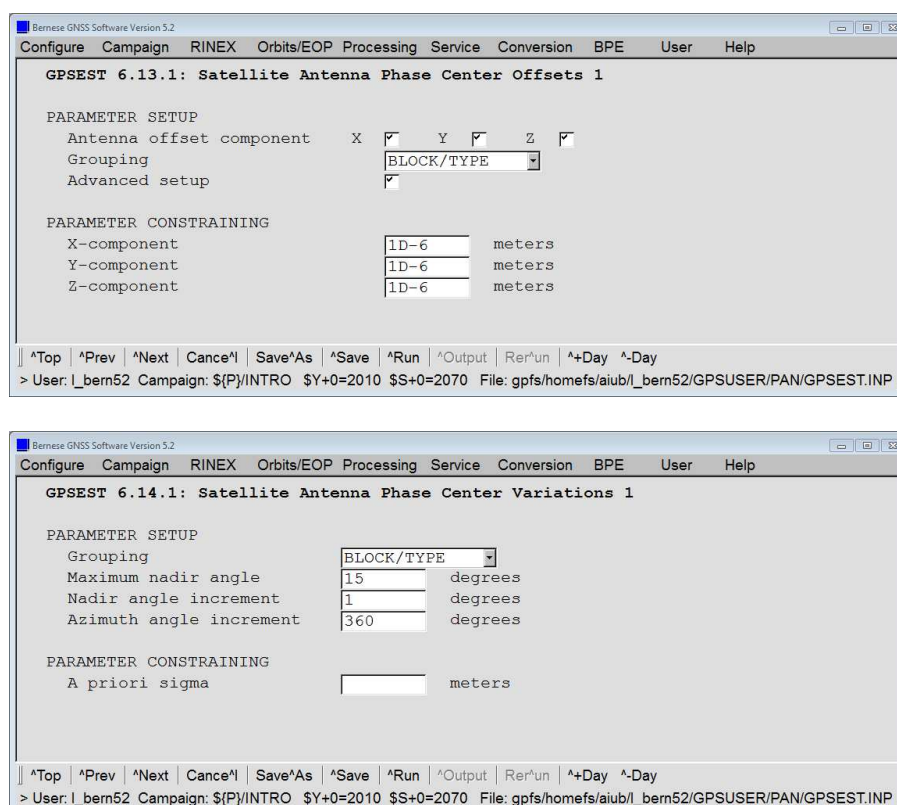 Bernese GNSS Software Version 5.2
Configure Campaign RINEX Orbits/EOP Processing Service Conversion BPE User Help
GPSEST 6.13.1: Satellite Antenna Phase Center Offsets 1
PARAMETER SETUP
Antenna offset component X Y Z
Grouping BLOCK/TYPE
Advanced setup
PARAMETER CONSTRAINING
X-component 1D-6 meters
Y-component 1D-6 meters
Z-component 1D-6 meters
^Top ^Prev ^Next Cance^l Save^As ^Save ^Run ^Output Rer^un ^+Day ^-Day
> User: l_bern52 Campaign: ${P}/INTRO $Y+0=2010 $S+0=2070 File: gpfs/homefs/aiub/l_bern52/GPSUSER/PAN/GPSEST.INP
Bernese GNSS Software Version 5.2
Configure Campaign RINEX Orbits/EOP Processing Service Conversion BPE User Help
GPSEST 6.14.1: Satellite Antenna Phase Center Variations 1
PARAMETER SETUP
Grouping BLOCK/TYPE
Maximum nadir angle 15 degrees
Nadir angle increment 1 degrees
Azimuth angle increment 360 degrees
PARAMETER CONSTRAINING
A priori sigma meters
^Top ^Prev ^Next Cance^l Save^As ^Save ^Run ^Output Rer^un ^+Day ^-Day
> User: l_bern52 Campaign: ${P}/INTRO $Y+0=2010 $S+0=2070 File: gpfs/homefs/aiub/l_bern52/GPSUSER/PAN/GPSEST.INP